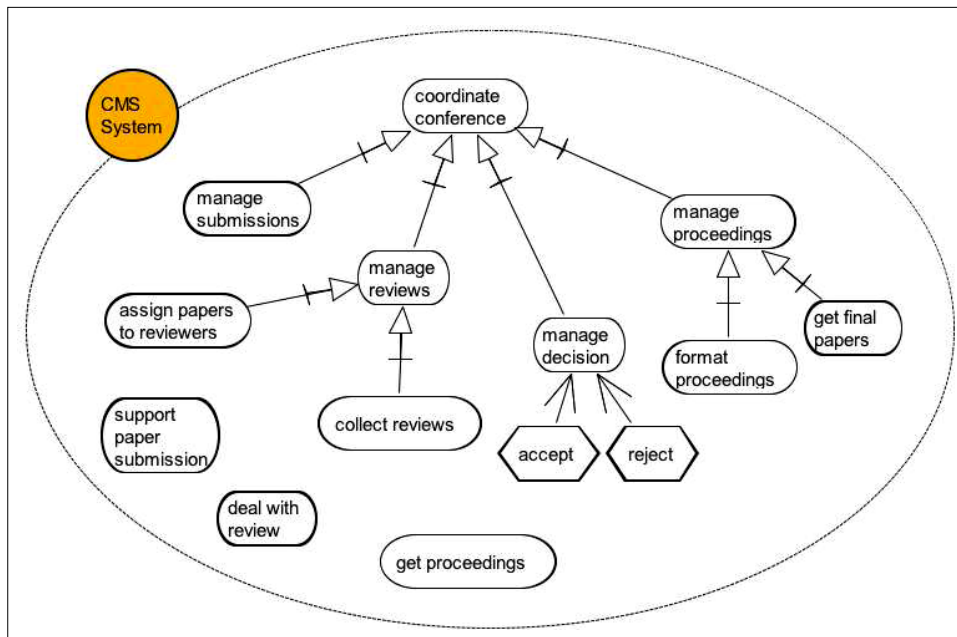 CMS
System
coordinate
conference
manage
submissions
manage
proceedings
manage
reviews
assign papers
to reviewers
get final
papers
manage
decision
format
proceedings
support
paper
submission
collect reviews
accept
reject
deal with
review
get proceedings